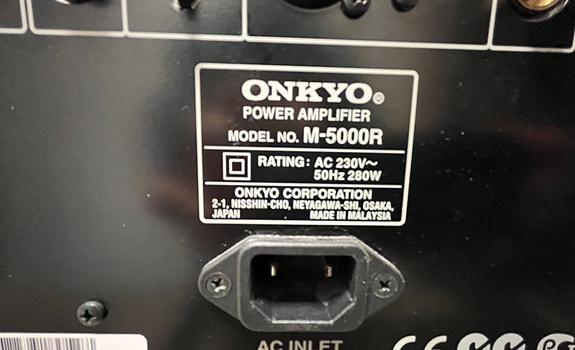 ONKYO®
POWER AMPLIFIER
MODEL NO. M-5000R
RATING: AC 230V~
50Hz 280W
ONKYO CORPORATION
2-1, NISSHIN-CHO, NEYAGAWA-SHI, OSAKA,
JAPAN MADE IN MALAYSIA
AC INLET
CE